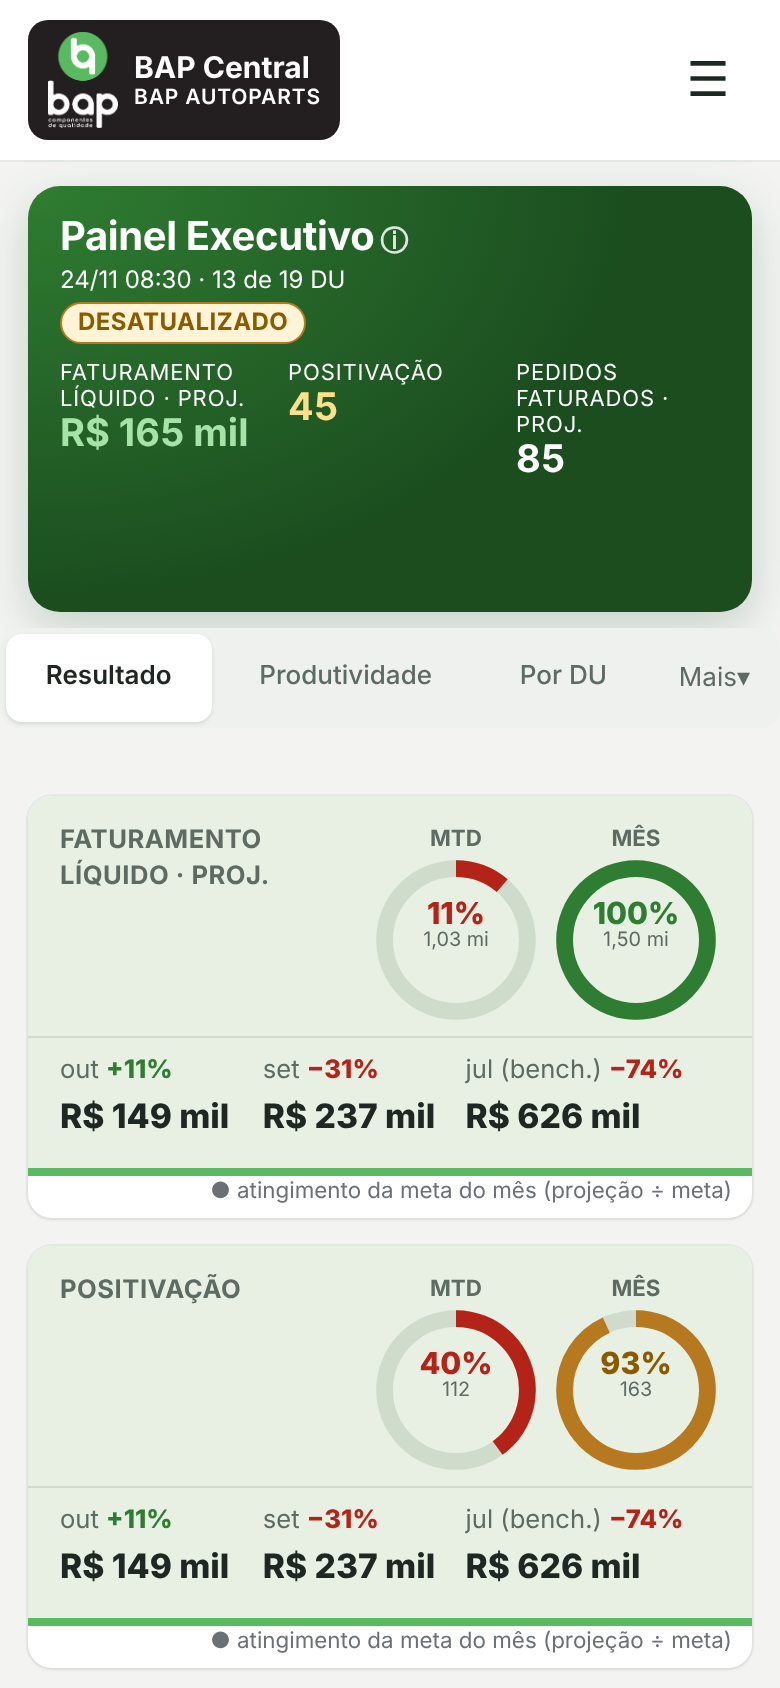 bap
componentes
de qualidade
BAP Central
BAP AUTOPARTS
Painel Executivo ⓘ
24/11 08:30 · 13 de 19 DU
DESATUALIZADO
FATURAMENTO
LÍQUIDO · PROJ.
R$ 165 mil
POSITIVAÇÃO
45
PEDIDOS
FATURADOS ·
PROJ.
85
Resultado
Produtividade
Por DU
Mais▾
FATURAMENTO
LÍQUIDO · PROJ.
MTD
11%
1,03 mi
MÊS
100%
1,50 mi
out +11%
R$ 149 mil
set −31%
R$ 237 mil
jul (bench.) −74%
R$ 626 mil
● atingimento da meta do mês (projeção ÷ meta)
POSITIVAÇÃO
MTD
40%
112
MÊS
93%
163
out +11%
R$ 149 mil
set −31%
R$ 237 mil
jul (bench.) −74%
R$ 626 mil
● atingimento da meta do mês (projeção ÷ meta)